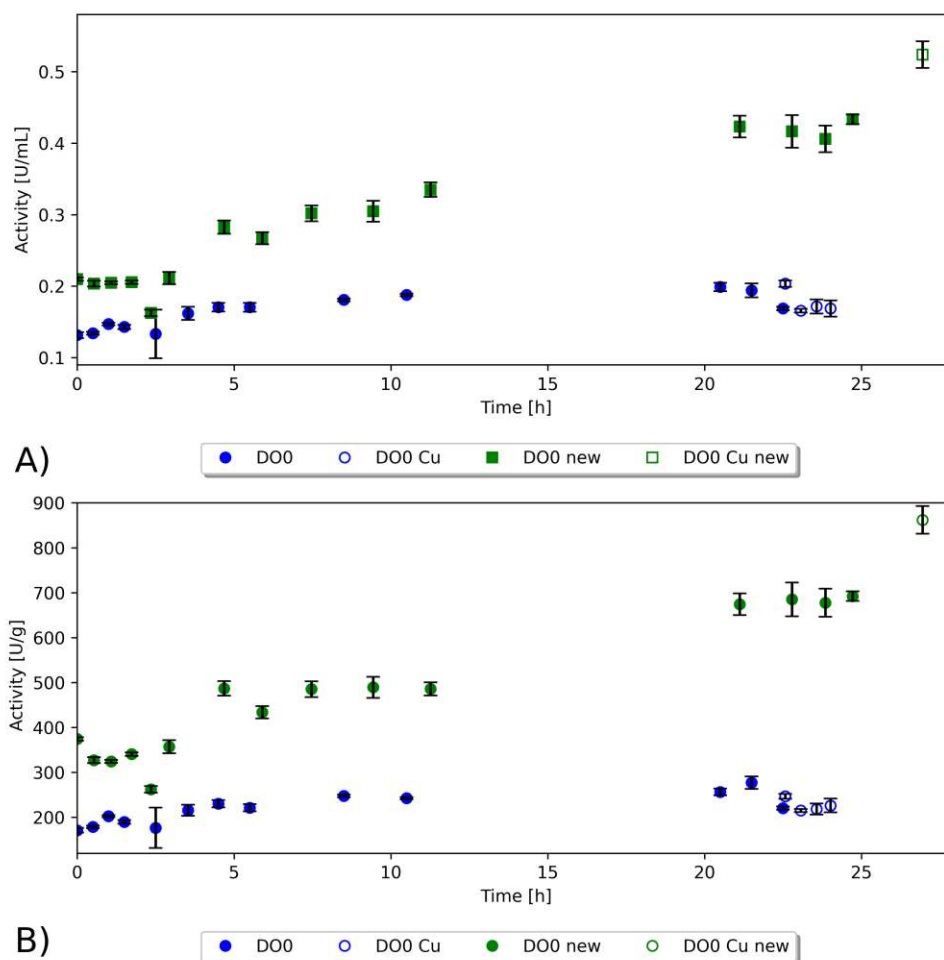 0.5
0.4
0.3
0.2
0.1
Activity [U/mL]
0 5 10 15 20 25
Time [h]
A)
DO0 DO0 Cu DO0 new DO0 Cu new
900
800
700
600
500
400
300
200
Activity [U/g]
0 5 10 15 20 25
Time [h]
B)
DO0 DO0 Cu DO0 new DO0 Cu new